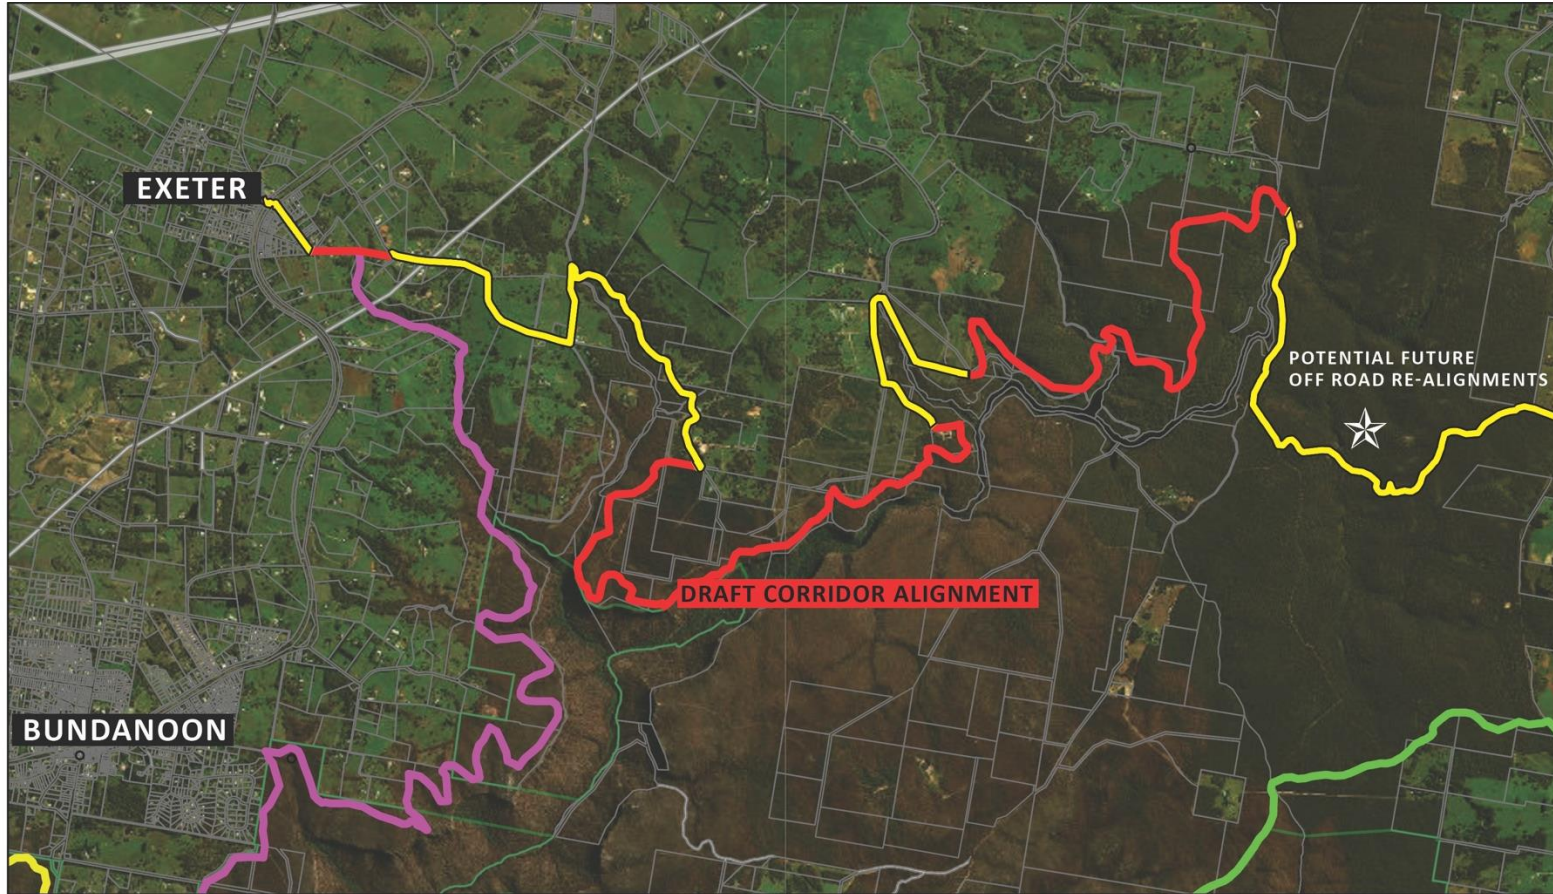 EXETER
POTENTIAL FUTURE
OFF ROAD RE-ALIGNMENTS
DRAFT CORRIDOR ALIGNMENT
BUNDANOON